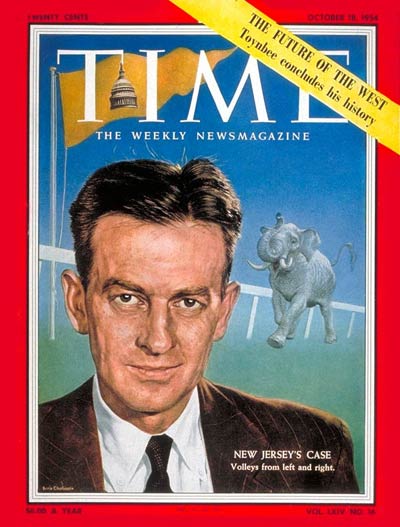 TWENTY CENTS
OCTOBER 18, 1954
THE FUTURE OF THE WEST
Toynbee concludes his history
TIME
THE WEEKLY NEWSMAGAZINE
NEW JERSEY'S CASE
Volleys from left and right.
$6.00 A YEAR
VOL. LXIV NO. 16